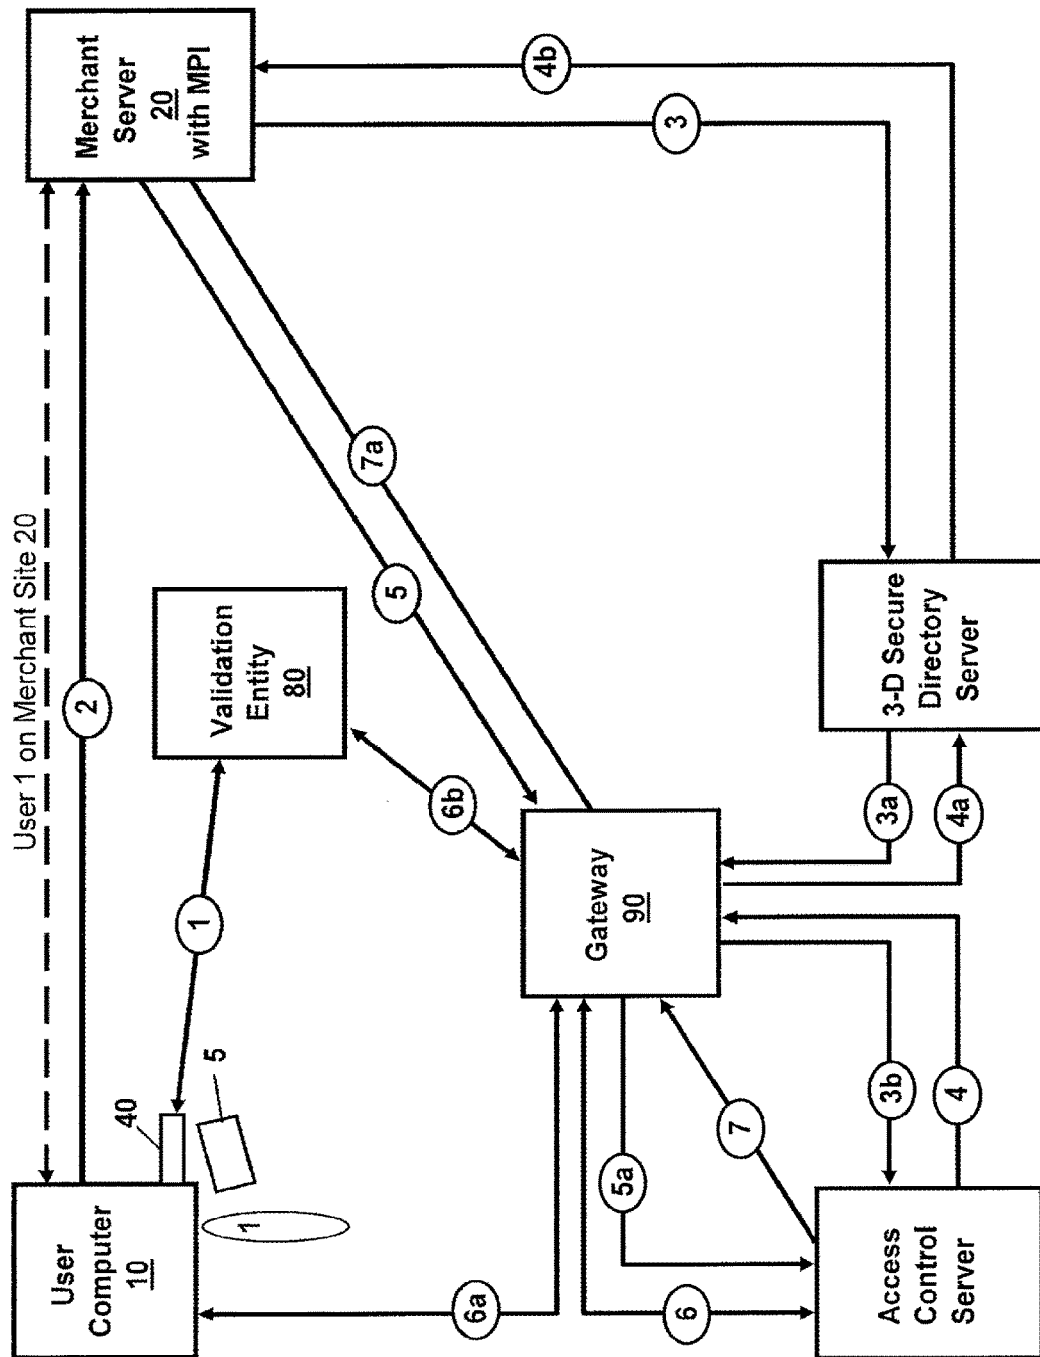 User 1 on Merchant Site 20
User
Computer
10
2
Merchant
Server
20
with MPI
40
5
1
1
Validation
Entity
80
6a
6b
5
7a
4b
3
Gateway
90
6
5a
7
3b
4
3a
4a
Access
Control
Server
3-D Secure
Directory
Server